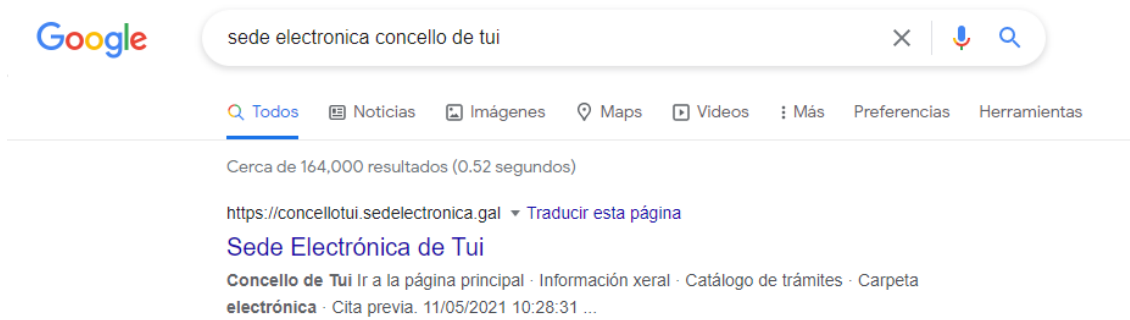 Google
sede electronica concello de tui
Todos Noticias Imágenes Maps Videos Más Preferencias Herramientas
Cerca de 164,000 resultados (0.52 segundos)
https://concellotui.sedelectronica.gal Traducir esta página
Sede Electrónica de Tui
Concello de Tui Ir a la página principal · Información xeral · Catálogo de trámites · Carpeta
electrónica · Cita previa. 11/05/2021 10:28:31 ...